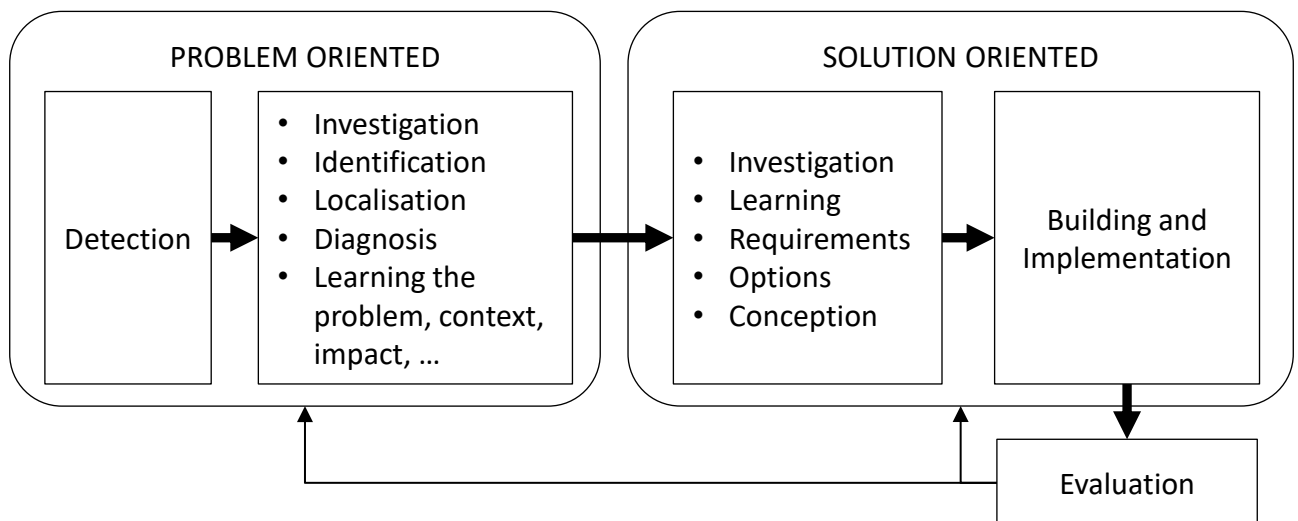 PROBLEM ORIENTED
Detection
• Investigation
• Identification
• Localisation
• Diagnosis
• Learning the
problem, context,
impact, ...
SOLUTION ORIENTED
• Investigation
• Learning
• Requirements
• Options
• Conception
Building and
Implementation
Evaluation